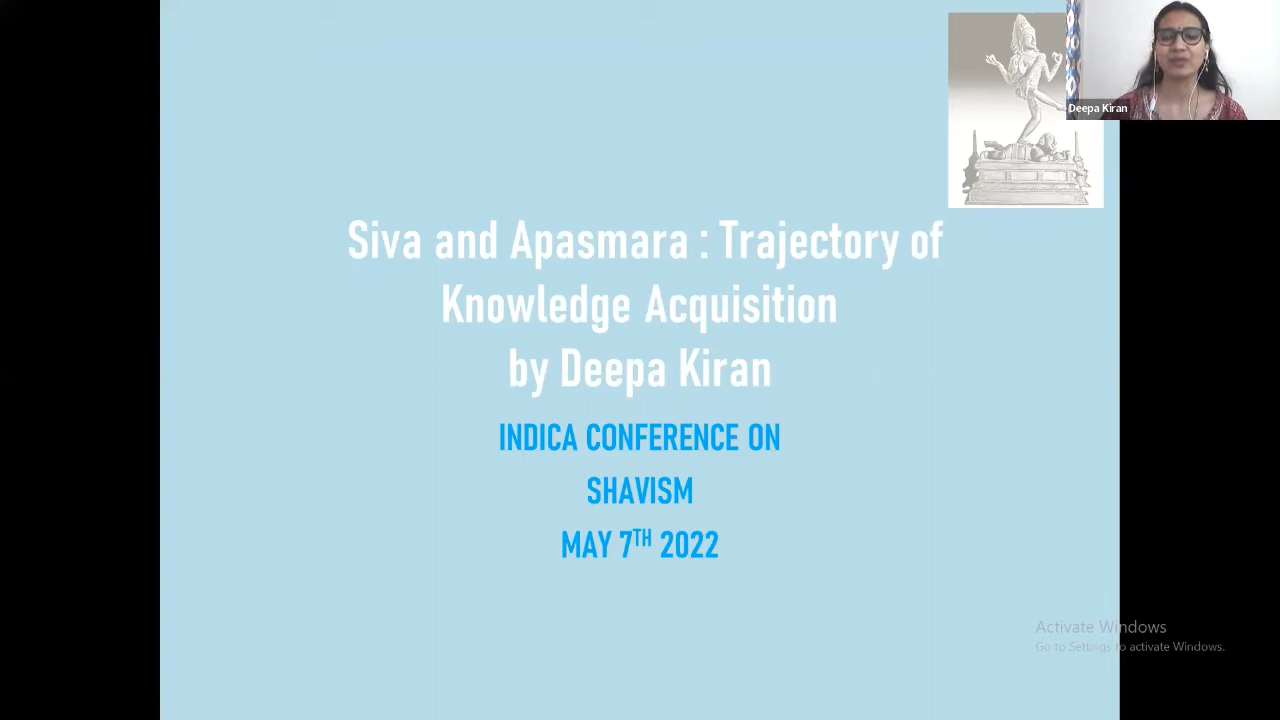 Deepa Kiran
Siva and Apasmara : Trajectory of
Knowledge Acquisition
by Deepa Kiran
INDICA CONFERENCE ON
SHAVISM
MAY 7TH 2022
Activate Windows
Go to Settings to activate Windows.